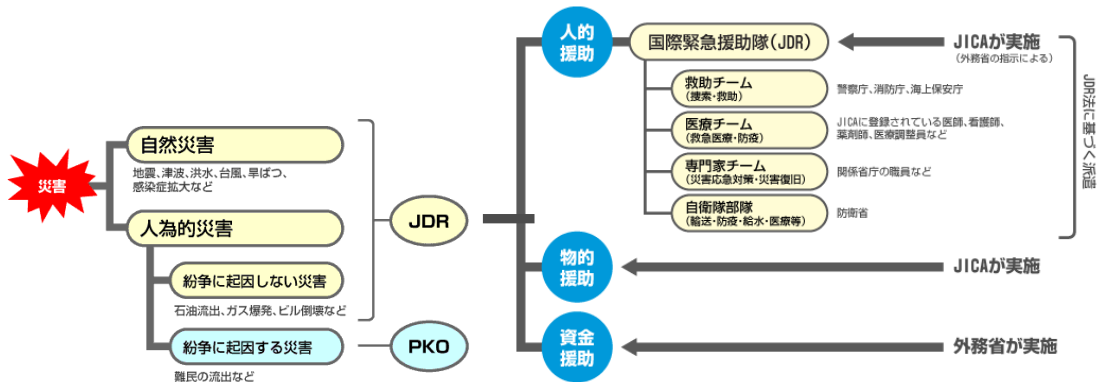 災害
自然災害
地震、津波、洪水、台風、旱ばつ、
感染症拡大など
人為的災害
紛争に起因しない災害
石油流出、ガス爆発、ビル倒壊など
紛争に起因する災害
難民の流出など
JDR
PKO
人的
援助
国際緊急援助隊(JDR)
JICAが実施
(外務省の指示による)
救助チーム
(捜索・救助)
警察庁、消防庁、海上保安庁
医療チーム
(救急医療・防疫)
JICAに登録されている医師、看護師、
薬剤師、医療調整員など
専門家チーム
(災害応急対策・災害復旧)
関係省庁の職員など
自衛隊部隊
(輸送・防疫・給水・医療等)
防衛省
JDR法に基づく派遣
物的
援助
JICAが実施
資金
援助
外務省が実施